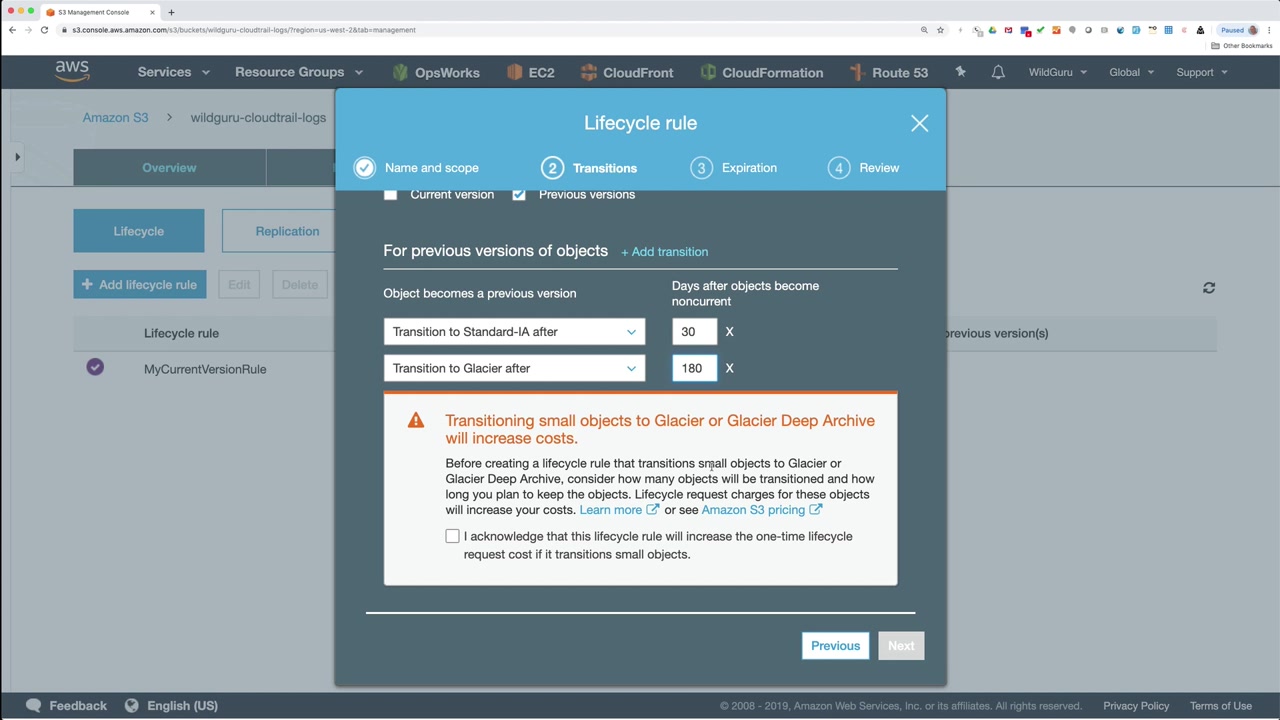 S3 Management Console
s3.console.aws.amazon.com/s3/buckets/wildguru-cloudtrail-logs/?region=us-west-2&tab=management
Paused
Other Bookmarks
aws
Services
Resource Groups
OpsWorks
EC2
CloudFront
CloudFormation
Route 53
WildGuru
Global
Support
Amazon S3
wildguru-cloudtrail-logs
Overview
Lifecycle
Replication
+ Add lifecycle rule
Edit
Delete
Lifecycle rule
previous version(s)
MyCurrentVersionRule
Lifecycle rule
Name and scope
2 Transitions
3 Expiration
4 Review
Current version
Previous versions
For previous versions of objects
+ Add transition
Object becomes a previous version
Days after objects become
noncurrent
Transition to Standard-IA after
30
X
Transition to Glacier after
180
X
Transitioning small objects to Glacier or Glacier Deep Archive
will increase costs.
Before creating a lifecycle rule that transitions small objects to Glacier or
Glacier Deep Archive, consider how many objects will be transitioned and how
long you plan to keep the objects. Lifecycle request charges for these objects
will increase your costs. Learn more or see Amazon S3 pricing
I acknowledge that this lifecycle rule will increase the one-time lifecycle
request cost if it transitions small objects.
Previous
Next
Feedback
English (US)
© 2008 - 2019, Amazon Web Services, Inc. or its affiliates. All rights reserved.
Privacy Policy
Terms of Use